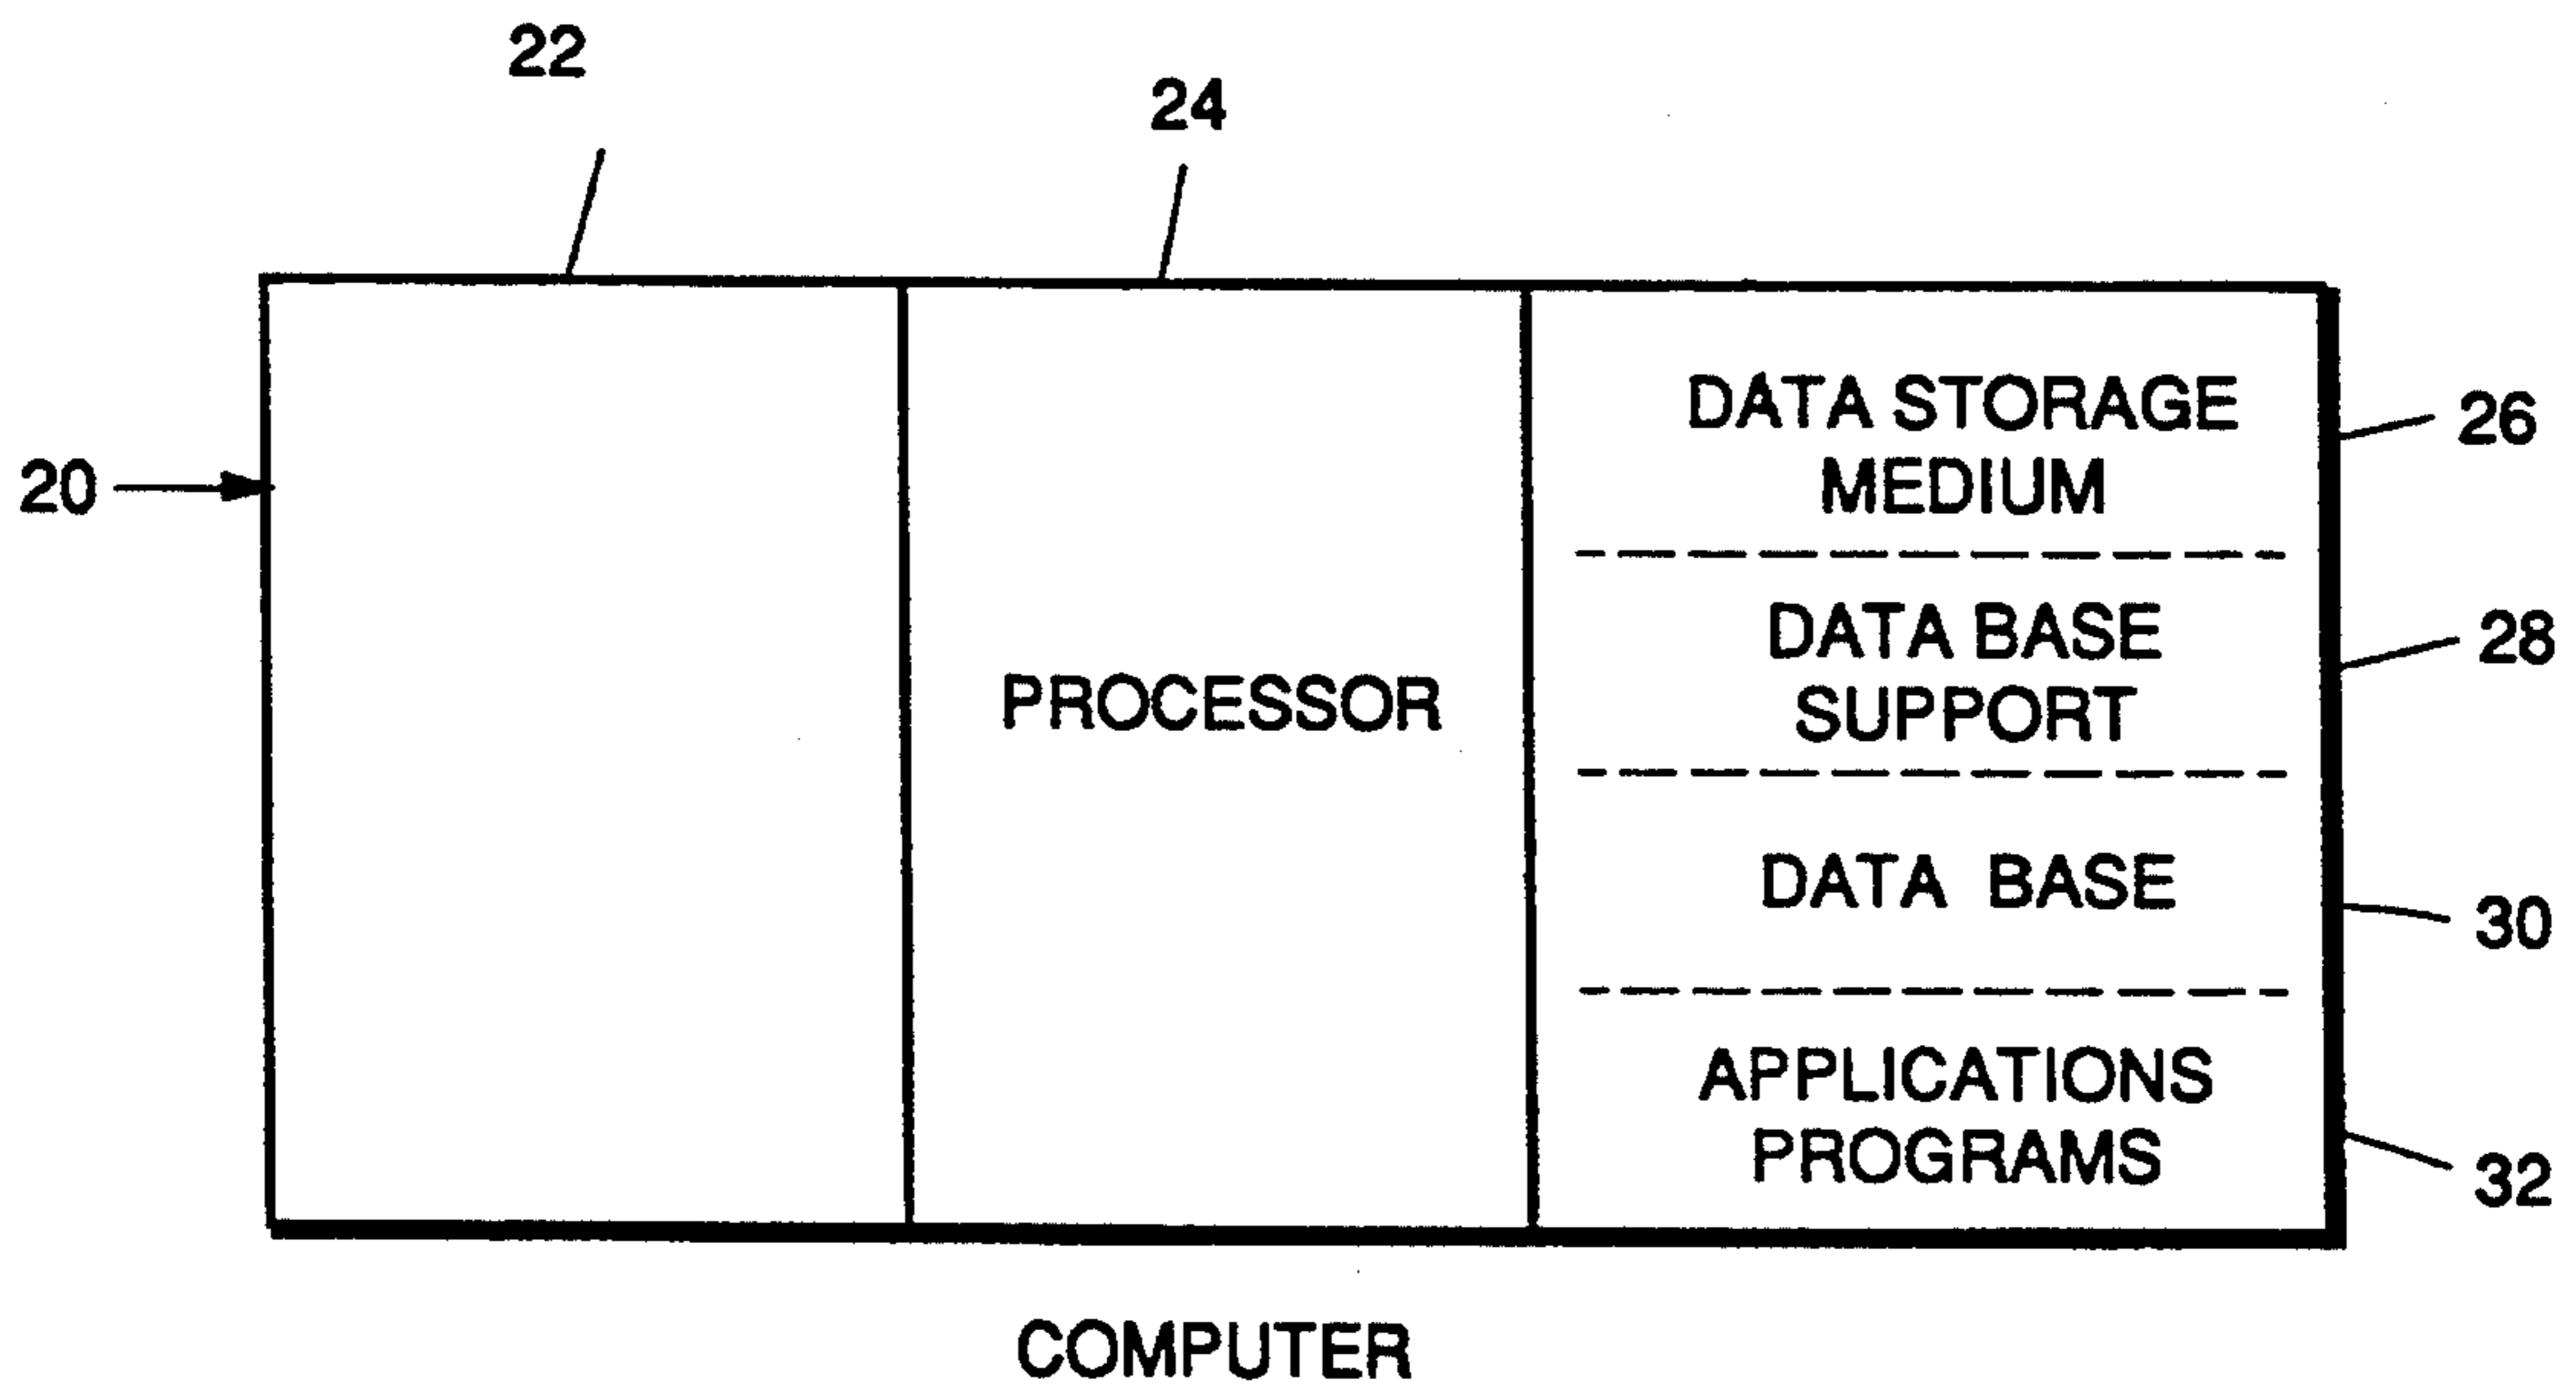 22
24
20
DATA STORAGE
MEDIUM
26
DATA BASE
SUPPORT
28
PROCESSOR
DATA BASE
30
APPLICATIONS
PROGRAMS
32
COMPUTER